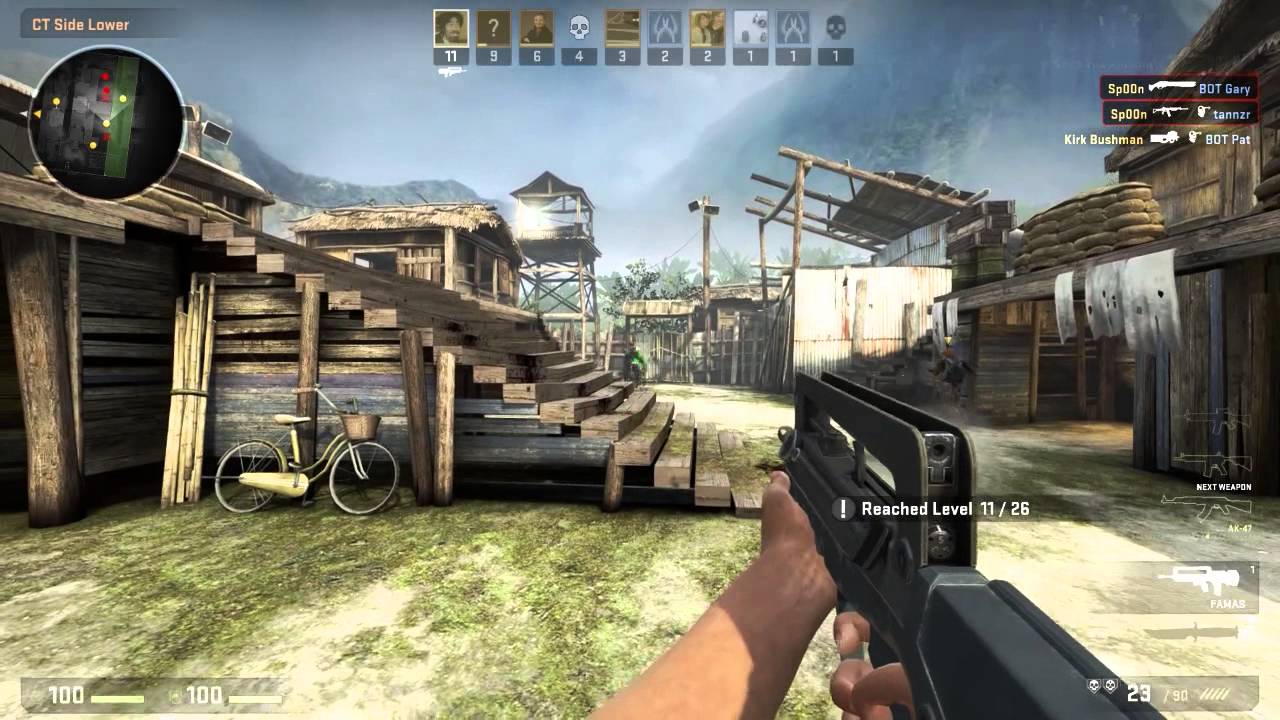 CT Side Lower
?
11 9 6 4 3 2 2 1 1 1
Sp00n BOT Gary
Sp00n tannzr
Kirk Bushman BOT Pat
NEXT WEAPON
! Reached Level 11 / 26
AK-47
1
FAMAS
100 100
23 / 90